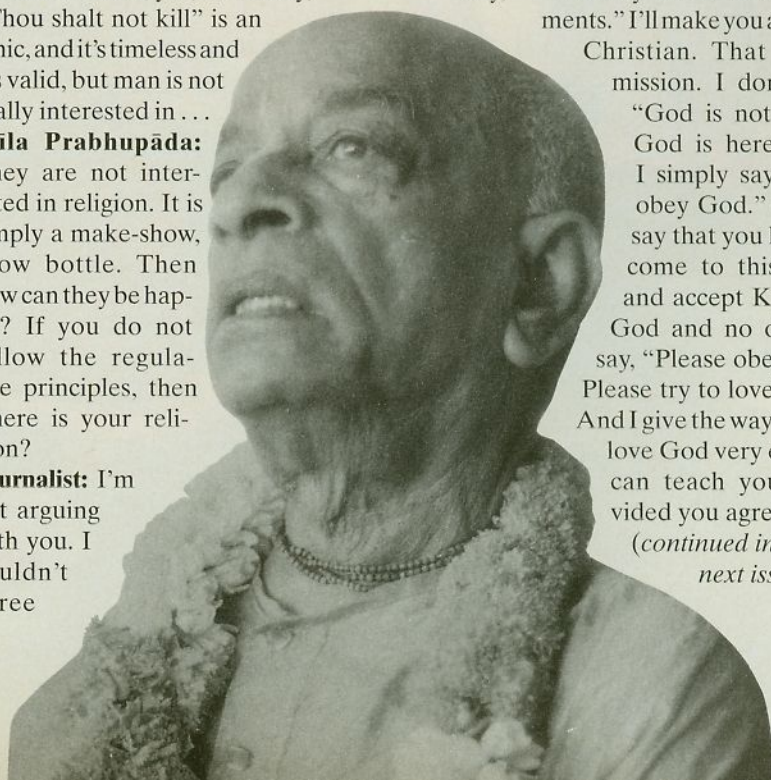 Thou shalt not kill” is an
nic, and it's timeless and
s valid, but man is not
ally interested in . . .
īla Prabhupāda:
hey are not inter-
ted in religion. It is
mply a make-show,
ow bottle. Then
w can they be hap-
? If you do not
llow the regula-
e principles, then
here is your reli-
on?
urnalist: I'm
t arguing
th you. I
uldn't
ree
ments.” I'll make you a
Christian. That
mission. I don
“God is not
God is here
I simply say
obey God.”
say that you
come to this
and accept K
God and no o
say, “Please obe
Please try to love
And I give the way
love God very
can teach you
vided you agre
(continued in
next iss